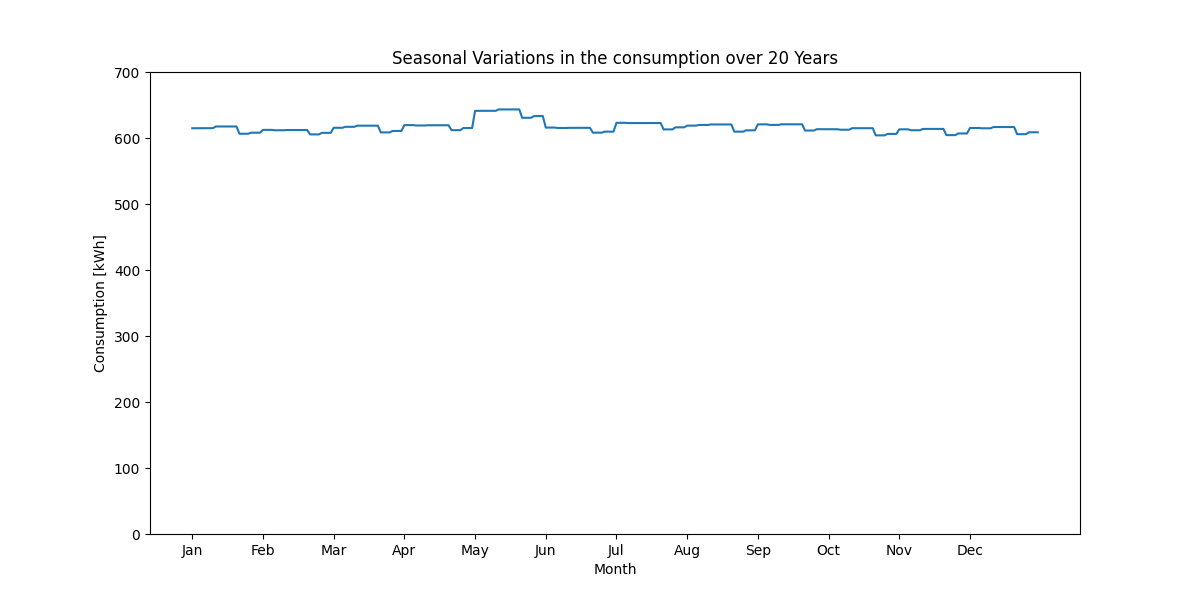 Seasonal Variations in the consumption over 20 Years
700
600
500
400
300
200
100
0
Consumption [kWh]
Jan Feb Mar Apr May Jun Jul Aug Sep Oct Nov Dec
Month